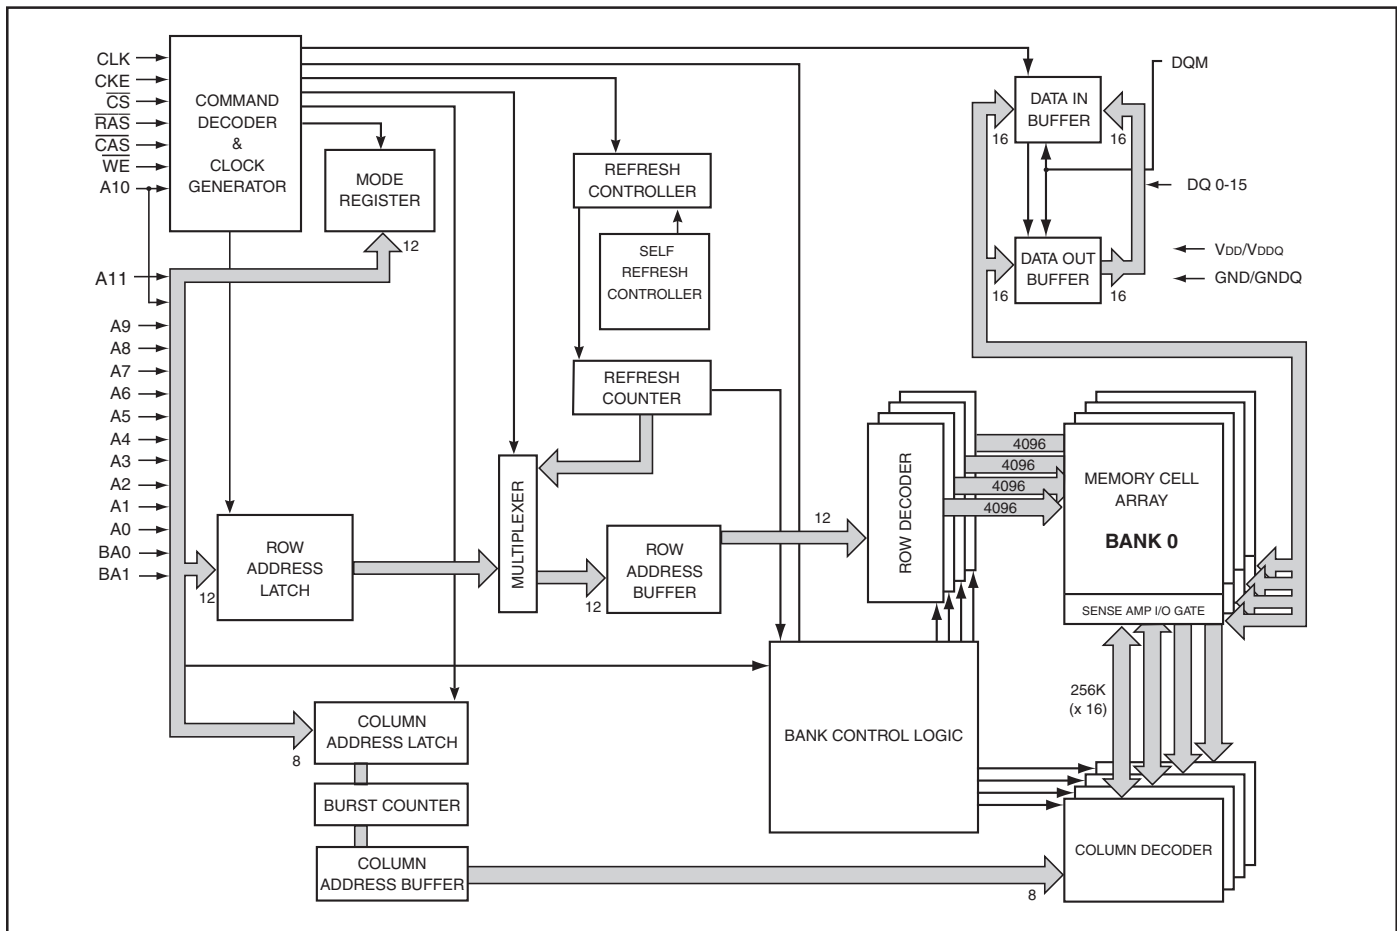 CLK
CKE
CS
RAS
CAS
WE
A10
A11
A9
A8
A7
A6
A5
A4
A3
A2
A1
A0
BA0
BA1
COMMAND
DECODER
&
CLOCK
GENERATOR
MODE
REGISTER
12
REFRESH
CONTROLLER
SELF
REFRESH
CONTROLLER
REFRESH
COUNTER
DATA IN
BUFFER
16
16
DQM
DQ 0-15
DATA OUT
BUFFER
16
16
VDD/VDDQ
GND/GNDQ
MULTIPLEXER
ROW
ADDRESS
LATCH
12
12
ROW
ADDRESS
BUFFER
12
ROW DECODER
4096
4096
4096
4096
MEMORY CELL
ARRAY
BANK 0
SENSE AMP I/O GATE
256K
(x 16)
BANK CONTROL LOGIC
COLUMN
ADDRESS LATCH
8
BURST COUNTER
COLUMN
ADDRESS BUFFER
8
COLUMN DECODER